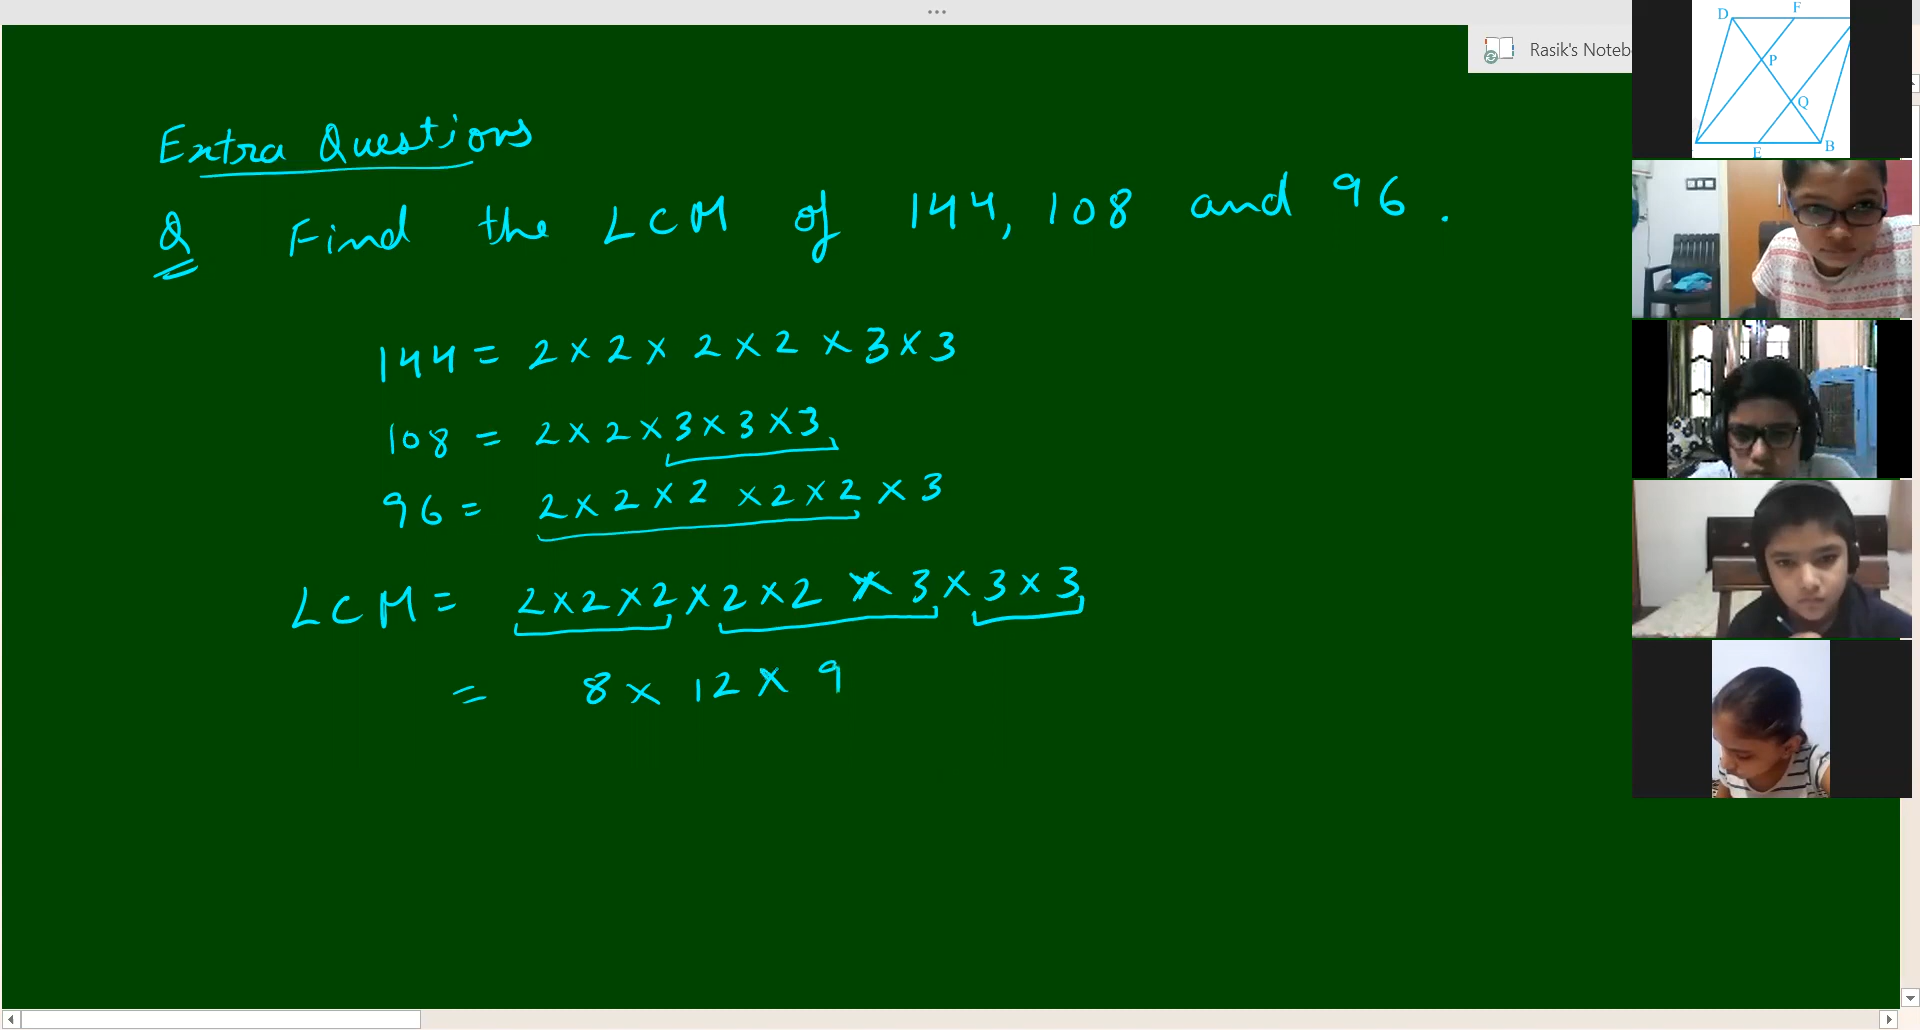 Rasik's Noteb
Extra Questions
Q Find the LCM of 144, 108 and 96.
144 = 2 × 2 × 2 × 2 × 3 × 3
108 = 2 × 2 × 3 × 3 × 3
96 = 2 × 2 × 2 × 2 × 2 × 3
LCM = 2 × 2 × 2 × 2 × 2 × 3 × 3 × 3
= 8 × 12 × 9
D F
P
Q
E B